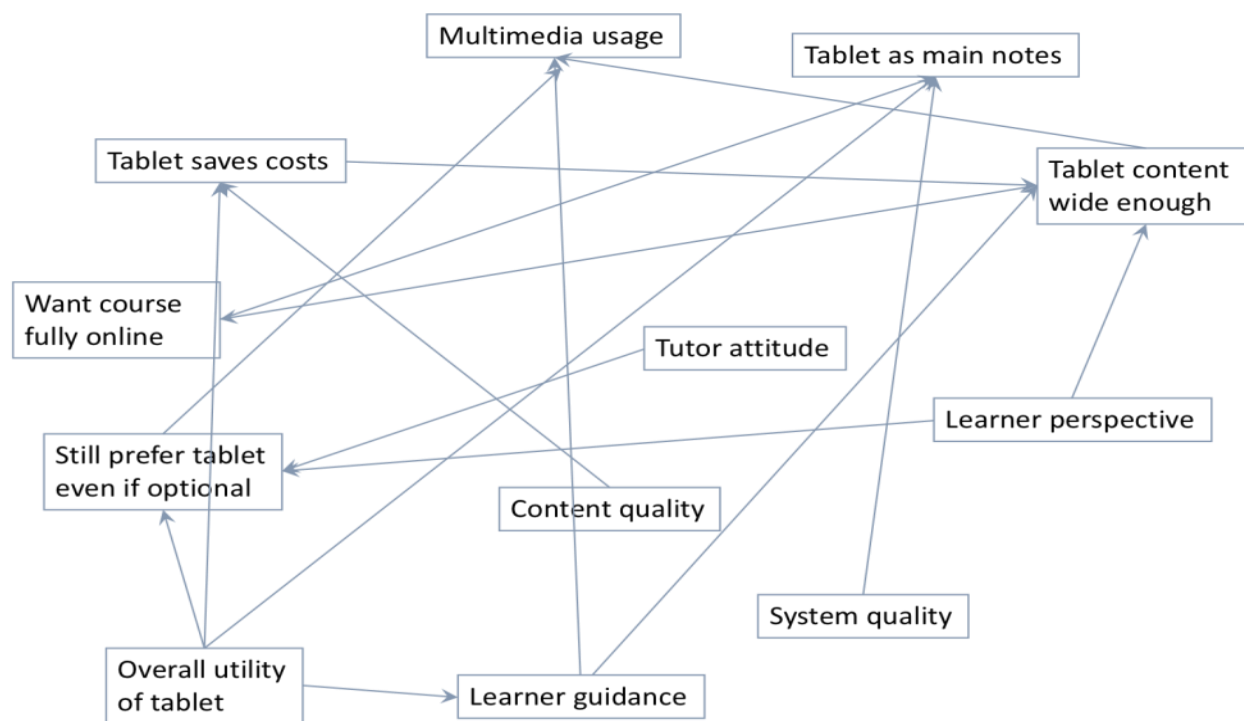 Multimedia usage
Tablet as main notes
Tablet saves costs
Tablet content
wide enough
Want course
fully online
Tutor attitude
Learner perspective
Still prefer tablet
even if optional
Content quality
System quality
Overall utility
of tablet
Learner guidance